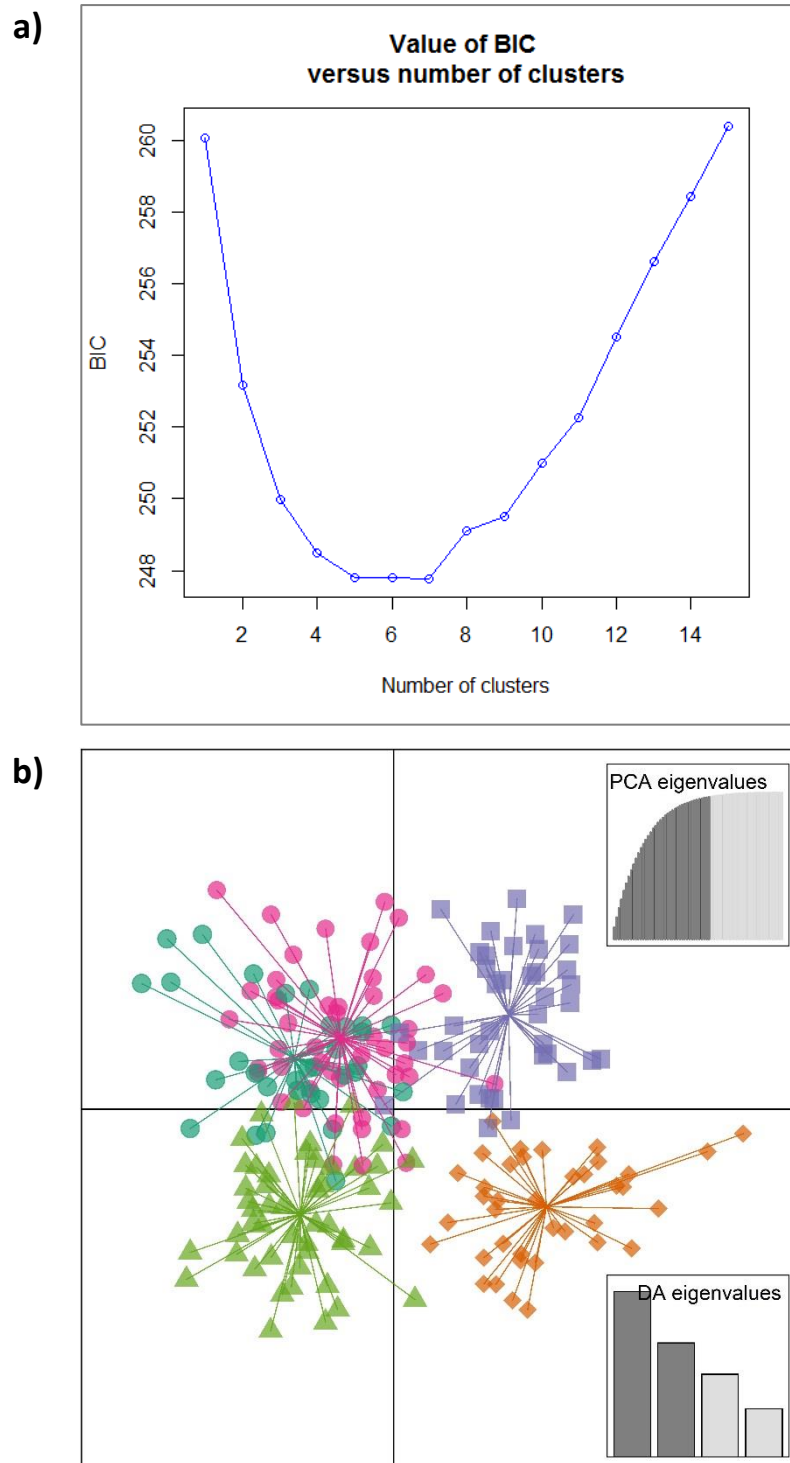 a)
Value of BIC
versus number of clusters
260
258
256
254
252
250
248
BIC
2 4 6 8 10 12 14
Number of clusters
b)
PCA eigenvalues
DA eigenvalues